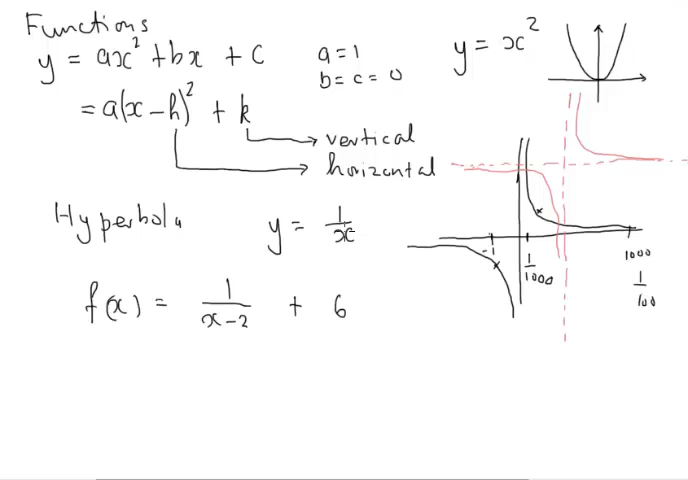 Functions
y = ax² + bx + c
a = 1
b = c = 0
y = x²
= a(x - h)² + k
vertical
horizontal
Hyperbola
y = 1/x
-1
1/1000
1000
1/100
f(x) = 1/(x-2) + 6